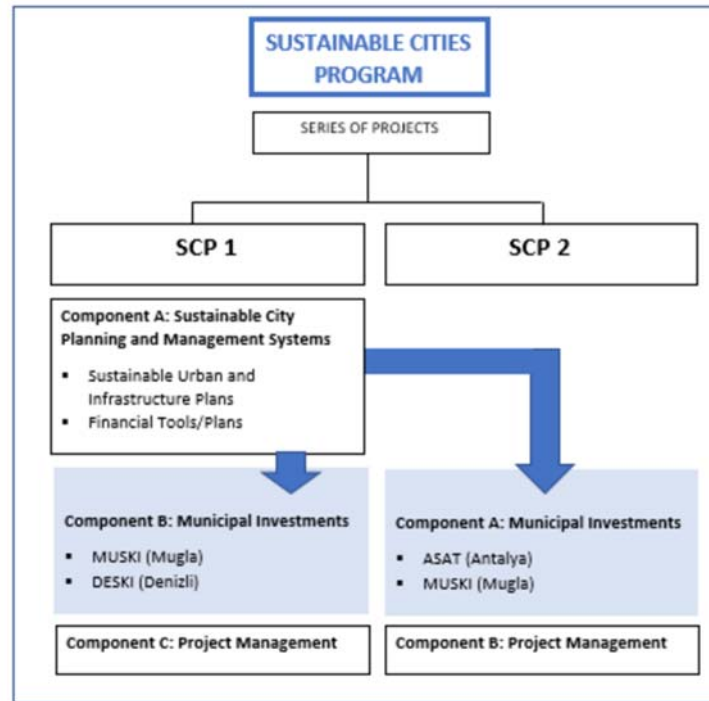 SUSTAINABLE CITIES
PROGRAM
SERIES OF PROJECTS
SCP 1
SCP 2
Component A: Sustainable City
Planning and Management Systems
▪ Sustainable Urban and
Infrastructure Plans
▪ Financial Tools/Plans
Component B: Municipal Investments
▪ MUSKI (Mugla)
▪ DESKI (Denizli)
Component A: Municipal Investments
▪ ASAT (Antalya)
▪ MUSKI (Mugla)
Component C: Project Management
Component B: Project Management